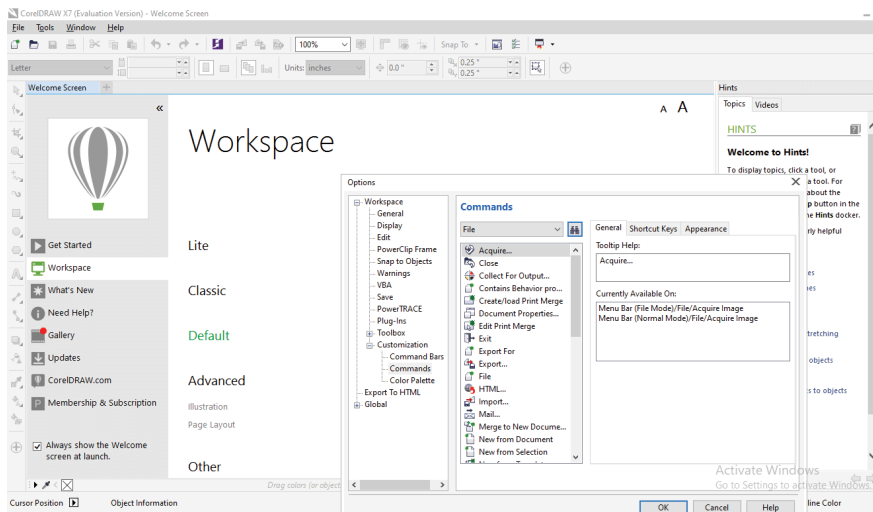 CorelDRAW X7 (Evaluation Version) - Welcome Screen
File Tools Window Help
100% Snap To
Letter Units: inches 0.0 " 0.25 "
0.25 "
Welcome Screen
Hints
Topics Videos
HINTS
Welcome to Hints!
To display topics, click a tool, or
a tool. For
about the
button in the
Hints docker.
rly helpful
es
tretching
objects
s to objects
«
A A
Workspace
Get Started
Workspace
What's New
Need Help?
Gallery
Updates
CorelDRAW.com
Membership & Subscription
Always show the Welcome
screen at launch.
Lite
Classic
Default
Advanced
Illustration
Page Layout
Other
Options
Workspace
General
Display
Edit
PowerClip Frame
Snap to Objects
Warnings
VBA
Save
PowerTRACE
Plug-Ins
Toolbox
Customization
Command Bars
Commands
Color Palette
Export To HTML
Global
Commands
File
Acquire...
Close
Collect For Output...
Contains Behavior pro...
Create/load Print Merge
Document Properties...
Edit Print Merge
Exit
Export For
Export...
File
HTML...
Import...
Mail...
Merge to New Docume...
New from Document
New from Selection
General Shortcut Keys Appearance
Tooltip Help:
Acquire...
Currently Available On:
Menu Bar (File Mode)/File/Acquire Image
Menu Bar (Normal Mode)/File/Acquire Image
OK Cancel Help
Activate Windows
Go to Settings to activate Windows.
Drag colors (or object
Cursor Position Object Information
line Color